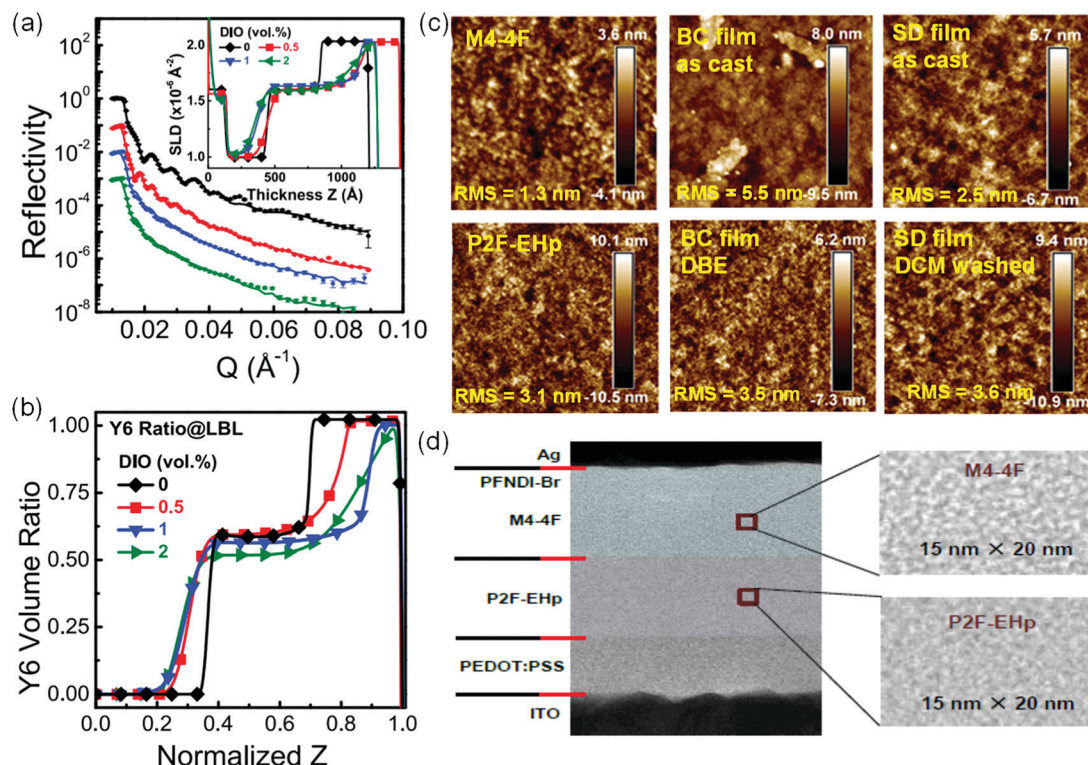 (a)
Reflectivity
10²
10⁰
10⁻²
10⁻⁴
10⁻⁶
10⁻⁸
0.02 0.04 0.06 0.08 0.10
Q (Å⁻¹)
SLD (x10⁻⁶ Å⁻²)
2.0
1.5
1.0
DIO (vol.%)
0 0.5
1 2
0 500 1000
Thickness Z (Å)
(b)
Y6 Volume Ratio
1.00
0.75
0.50
0.25
0.00
Y6 Ratio@LBL
DIO (vol.%)
0
0.5
1
2
0.0 0.2 0.4 0.6 0.8 1.0
Normalized Z
(c)
M4-4F
3.6 nm
-4.1 nm
RMS = 1.3 nm
BC film
as cast
8.0 nm
-9.5 nm
RMS = 5.5 nm
SD film
as cast
5.7 nm
-6.7 nm
RMS = 2.5 nm
P2F-EHp
10.1 nm
-10.5 nm
RMS = 3.1 nm
BC film
DBE
6.2 nm
-7.3 nm
RMS = 3.5 nm
SD film
DCM washed
9.4 nm
-10.9 nm
RMS = 3.6 nm
(d)
Ag
PFNDI-Br
M4-4F
P2F-EHp
PEDOT:PSS
ITO
M4-4F
15 nm × 20 nm
P2F-EHp
15 nm × 20 nm